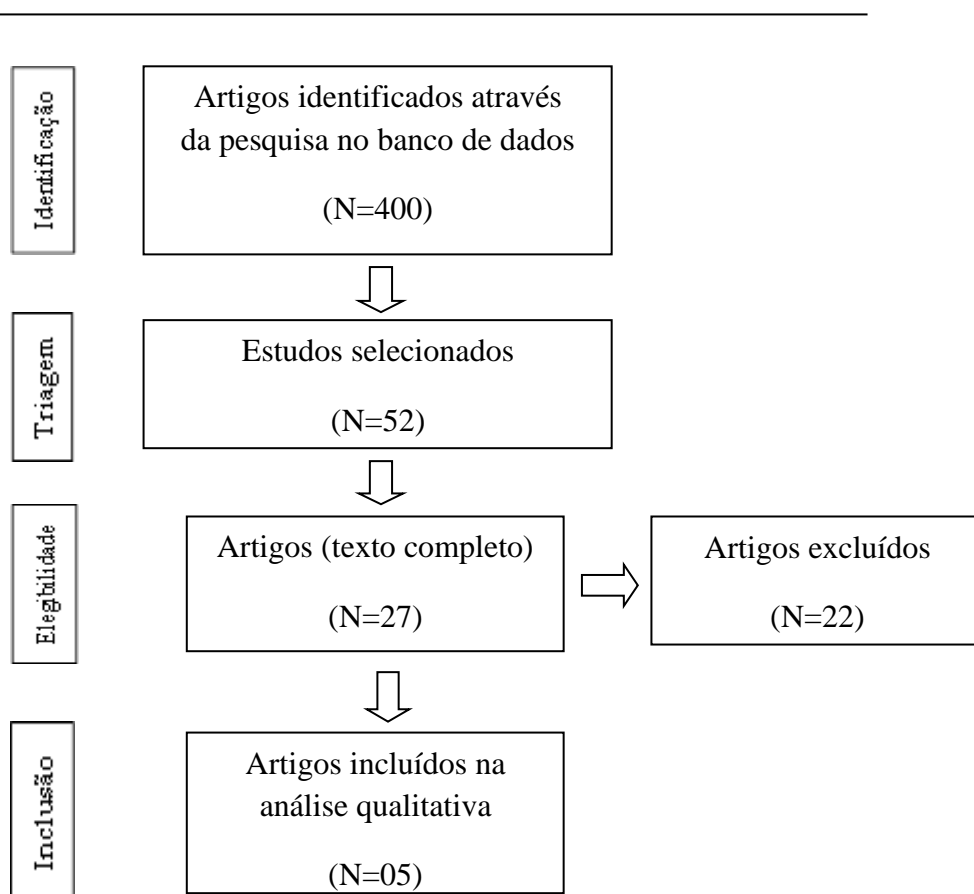 Identificação
Artigos identificados através
da pesquisa no banco de dados
(N=400)
Triagem
Estudos selecionados
(N=52)
Elegibilidade
Artigos (texto completo)
(N=27)
Artigos excluídos
(N=22)
Inclusão
Artigos incluídos na
análise qualitativa
(N=05)